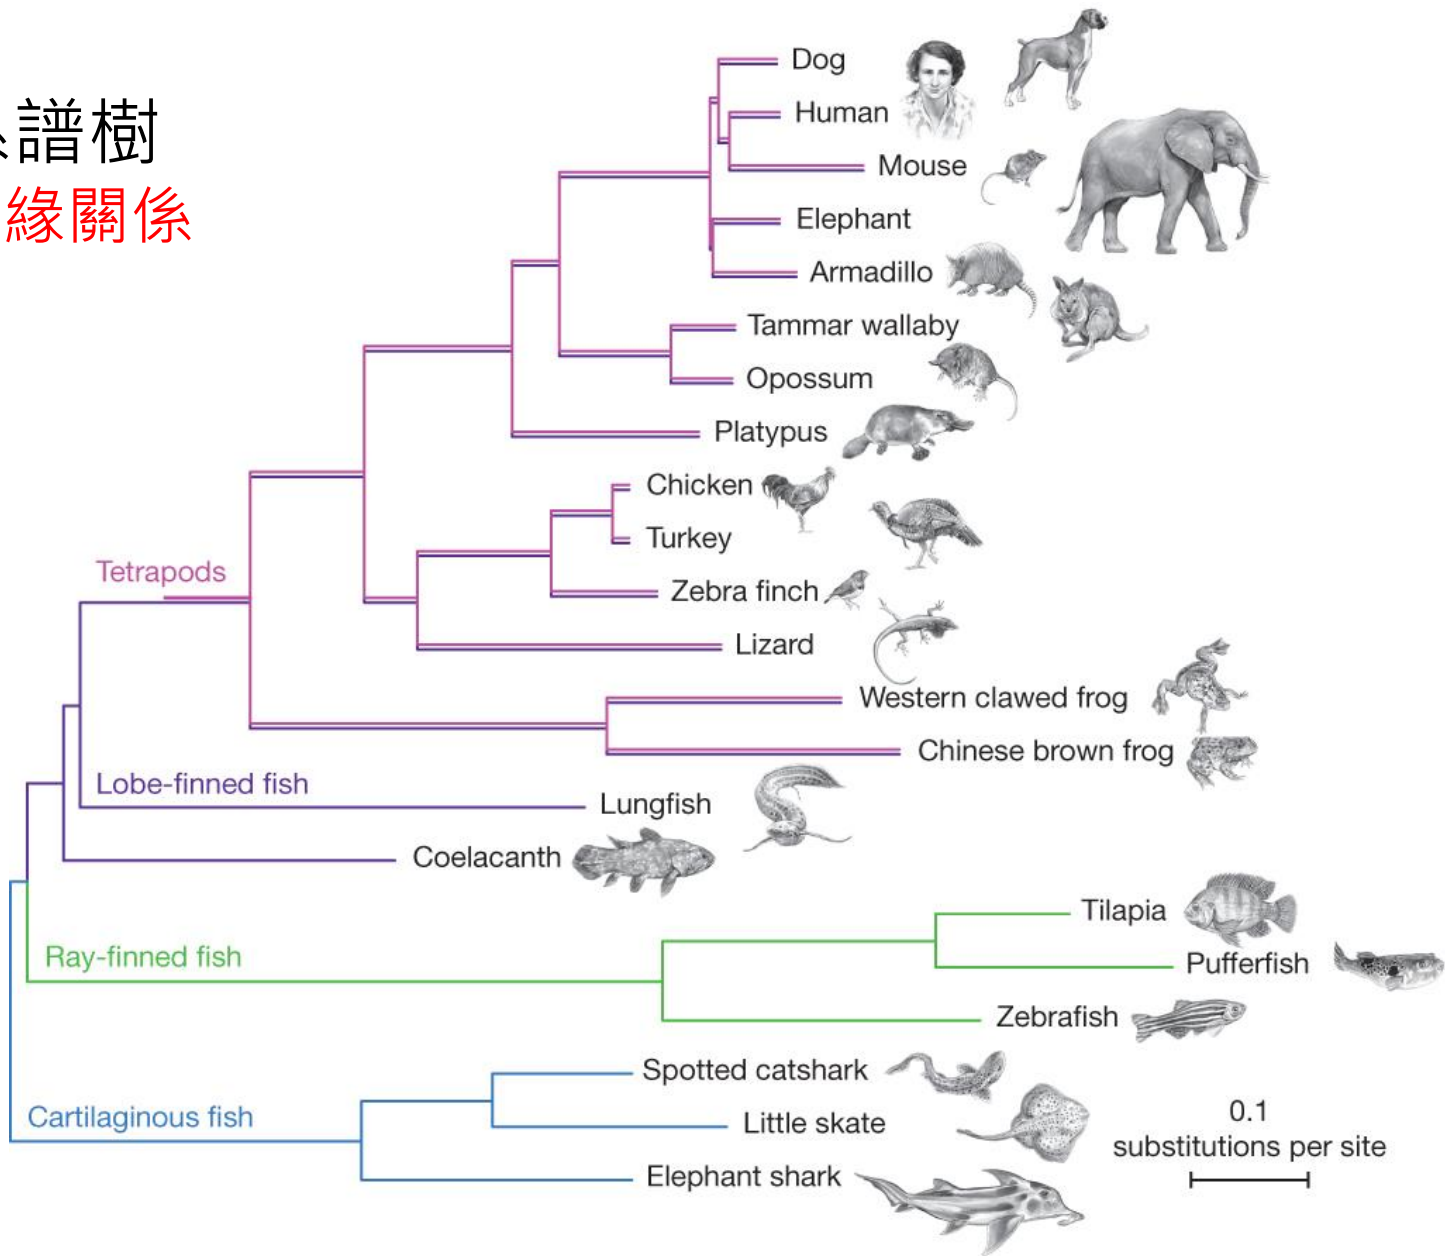 譜樹
緣關係
Dog
Human
Mouse
Elephant
Armadillo
Tammar wallaby
Opossum
Platypus
Chicken
Turkey
Tetrapods
Zebra finch
Lizard
Western clawed frog
Chinese brown frog
Lobe-finned fish
Lungfish
Coelacanth
Tilapia
Ray-finned fish
Pufferfish
Zebrafish
Spotted catshark
Cartilaginous fish
Little skate
Elephant shark
0.1
substitutions per site